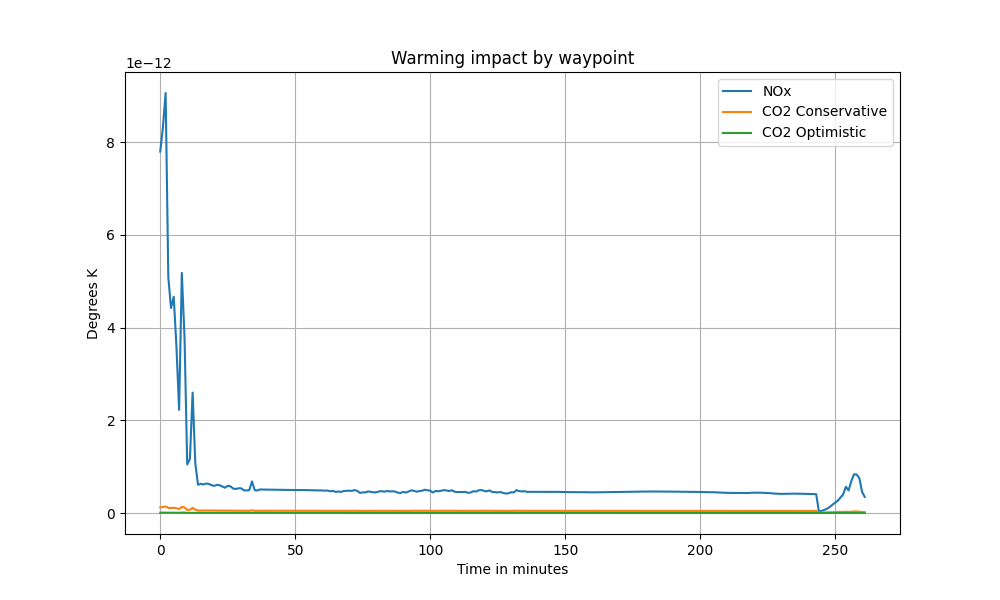 Warming impact by waypoint
1e−12
NOx
CO2 Conservative
CO2 Optimistic
8
6
4
2
0
Degrees K
0 50 100 150 200 250
Time in minutes